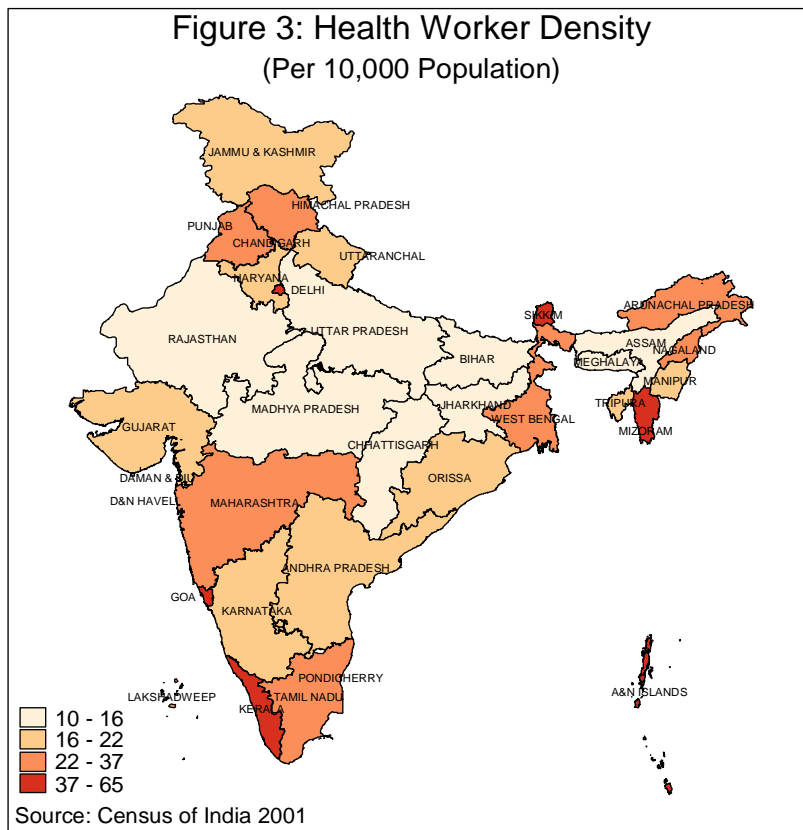 Figure 3: Health Worker Density
(Per 10,000 Population)
JAMMU & KASHMIR
HIMACHAL PRADESH
PUNJAB
CHANDIGARH
UTTARANCHAL
HARYANA
DELHI
SIKKIM
ARUNACHAL PRADESH
RAJASTHAN
UTTAR PRADESH
ASSAM
NAGALAND
BIHAR
MEGHALAYA
MANIPUR
MADHYA PRADESH
JHARKHAND
TRIPURA
WEST BENGAL
GUJARAT
MIZORAM
CHHATTISGARH
DAMAN & DIU
ORISSA
D&N HAVELI
MAHARASHTRA
ANDHRA PRADESH
GOA
KARNATAKA
PONDICHERRY
LAKSHADWEEP
TAMIL NADU
A&N ISLANDS
KERALA
10 - 16
16 - 22
22 - 37
37 - 65
Source: Census of India 2001